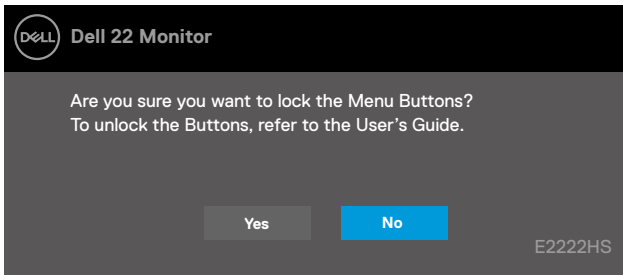 DELL Dell 22 Monitor
Are you sure you want to lock the Menu Buttons?
To unlock the Buttons, refer to the User’s Guide.
Yes No
E2222HS